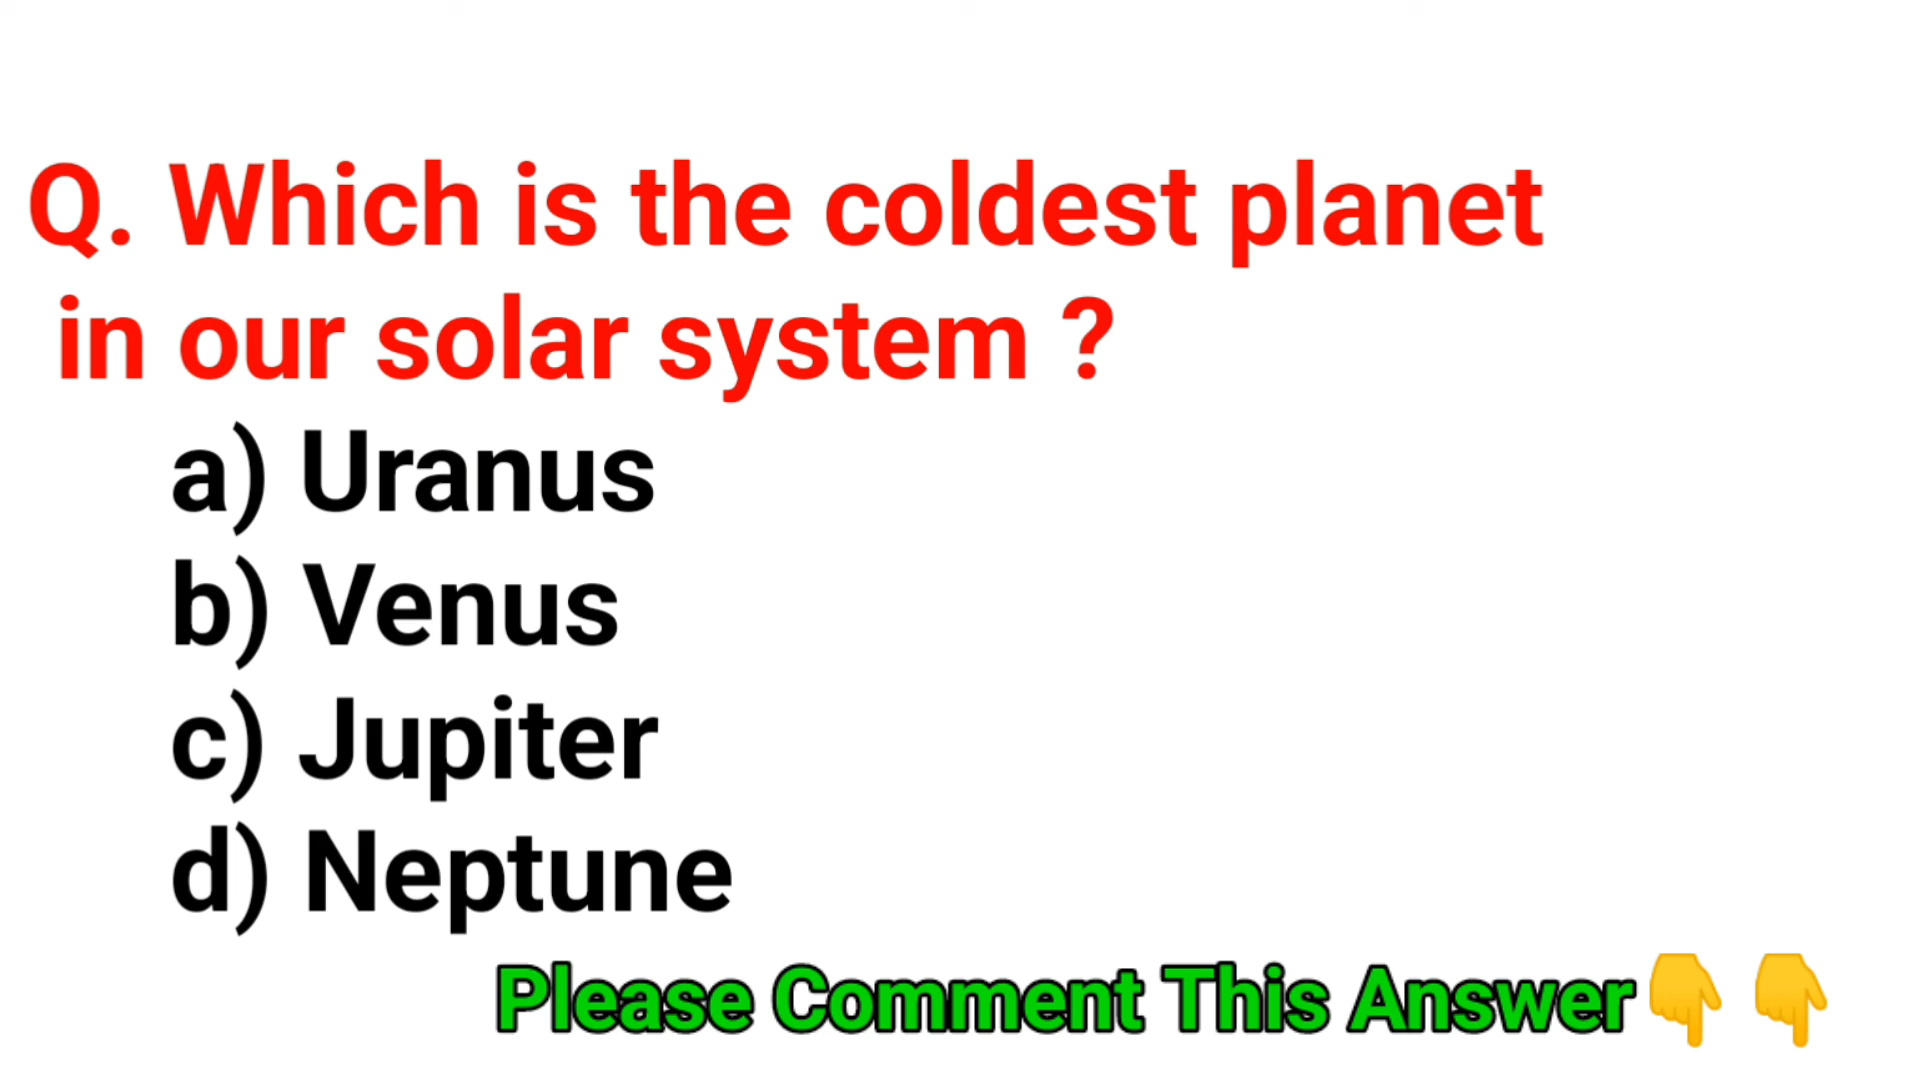 Q. Which is the coldest planet
in our solar system ?
a) Uranus
b) Venus
c) Jupiter
d) Neptune
Please Comment This Answer👇👇